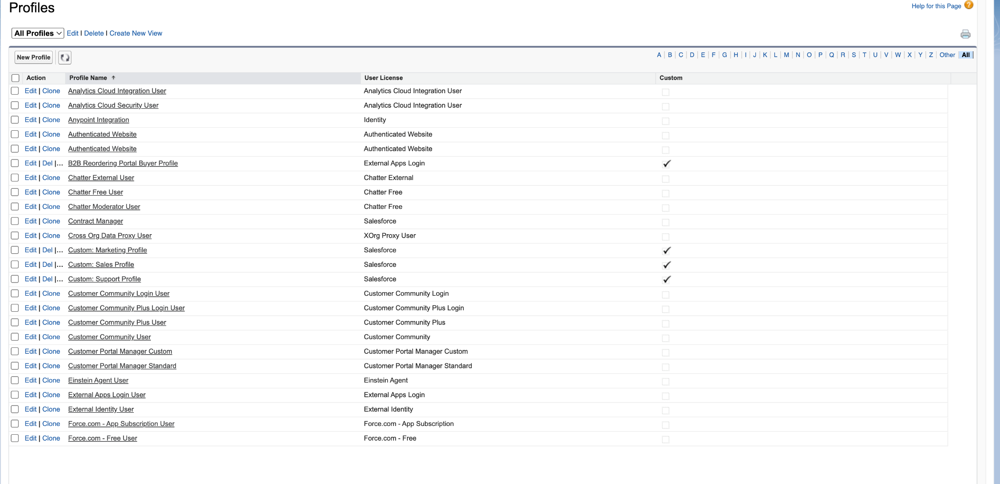 Profiles
Help for this Page ?
All Profiles Edit | Delete | Create New View
New Profile
A | B | C | D | E | F | G | H | I | J | K | L | M | N | O | P | Q | R | S | T | U | V | W | X | Y | Z | Other All
Action Profile Name ↑ User License Custom
Edit | Clone Analytics Cloud Integration User Analytics Cloud Integration User
Edit | Clone Analytics Cloud Security User Analytics Cloud Integration User
Edit | Clone Anypoint Integration Identity
Edit | Clone Authenticated Website Authenticated Website
Edit | Clone Authenticated Website Authenticated Website
Edit | Del |... B2B Reordering Portal Buyer Profile External Apps Login
Edit | Clone Chatter External User Chatter External
Edit | Clone Chatter Free User Chatter Free
Edit | Clone Chatter Moderator User Chatter Free
Edit | Clone Contract Manager Salesforce
Edit | Clone Cross Org Data Proxy User XOrg Proxy User
Edit | Del |... Custom: Marketing Profile Salesforce
Edit | Del |... Custom: Sales Profile Salesforce
Edit | Del |... Custom: Support Profile Salesforce
Edit | Clone Customer Community Login User Customer Community Login
Edit | Clone Customer Community Plus Login User Customer Community Plus Login
Edit | Clone Customer Community Plus User Customer Community Plus
Edit | Clone Customer Community User Customer Community
Edit | Clone Customer Portal Manager Custom Customer Portal Manager Custom
Edit | Clone Customer Portal Manager Standard Customer Portal Manager Standard
Edit | Clone Einstein Agent User Einstein Agent
Edit | Clone External Apps Login User External Apps Login
Edit | Clone External Identity User External Identity
Edit | Clone Force.com - App Subscription User Force.com - App Subscription
Edit | Clone Force.com - Free User Force.com - Free